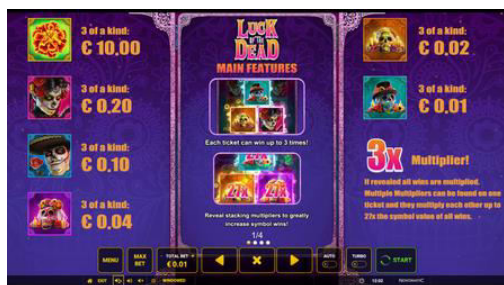 3 of a kind:
€ 10,00
3 of a kind:
€ 0,20
3 of a kind:
€ 0,10
3 of a kind:
€ 0,04
LUCK
OF THE
DEAD
MAIN FEATURES
Each ticket can win up to 3 times!
27X 27X
Reveal stacking multipliers to greatly
increase symbol wins!
1/4
3 of a kind:
€ 0,02
3 of a kind:
€ 0,01
3X Multiplier!
If revealed all wins are multiplied.
Multiple Multipliers can be found on one
ticket and they multiply each other up to
27x the symbol value of all wins.
MENU
MAX
BET
TOTAL BET
€ 0.01
AUTO
TURBO
START
EXIT
WINDOWED